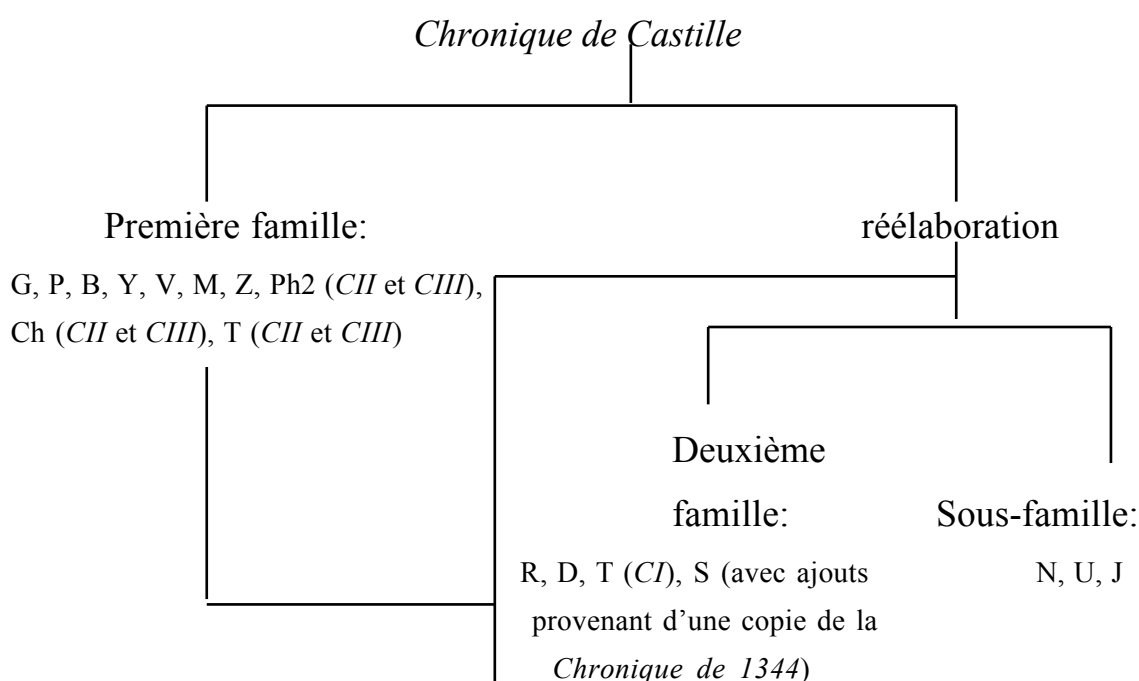 Chronique de Castille
Première famille:
G, P, B, Y, V, M, Z, Ph2 (CII et CIII),
Ch (CII et CIII), T (CII et CIII)
réélaboration
Deuxième
famille:
R, D, T (CI), S (avec ajouts
provenant d’une copie de la
Chronique de 1344)
Sous-famille:
N, U, J